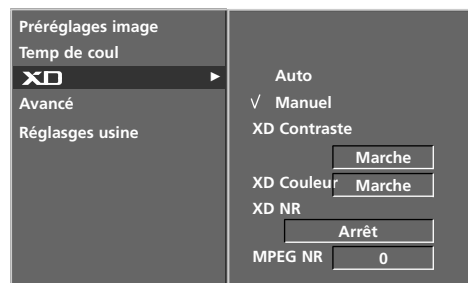 Préréglages image
Temp de coul
XD ►
Avancé
Réglasges usine
Auto
√ Manuel
XD Contraste
Marche
XD Couleur Marche
XD NR
Arrêt
MPEG NR 0